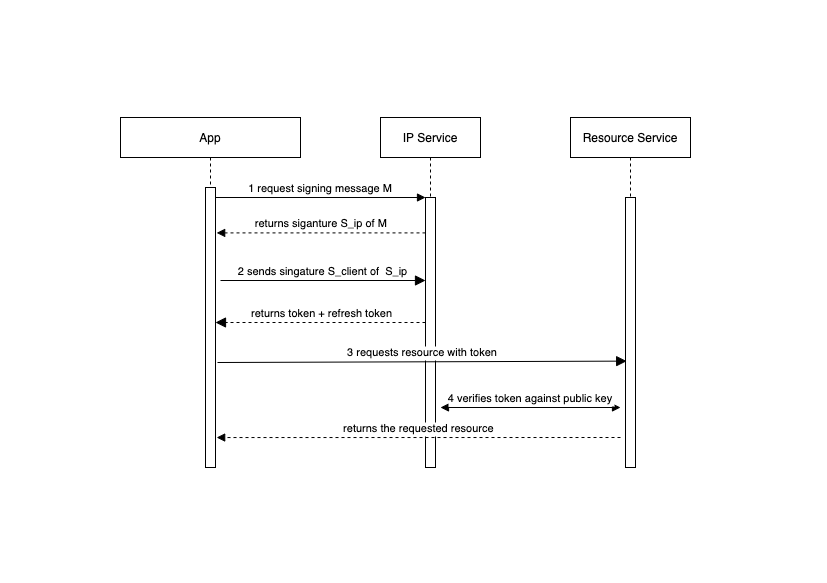 App
IP Service
Resource Service
1 request signing message M
returns siganture S_ip of M
2 sends singature S_client of S_ip
returns token + refresh token
3 requests resource with token
4 verifies token against public key
returns the requested resource